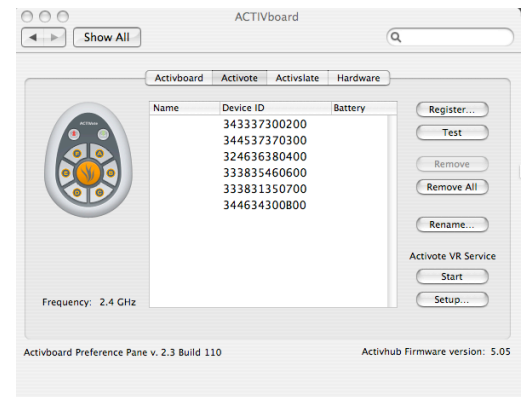 ACTIVboard
Show All
Activboard Activote Activslate Hardware
Name Device ID Battery
343337300200
344537370300
324636380400
333835460600
333831350700
344634300B00
ACTIVote
A
B
C
D
E
F
Register...
Test
Remove
Remove All
Rename...
Activote VR Service
Start
Setup...
Frequency: 2.4 GHz
Activboard Preference Pane v. 2.3 Build 110
Activhub Firmware version: 5.05